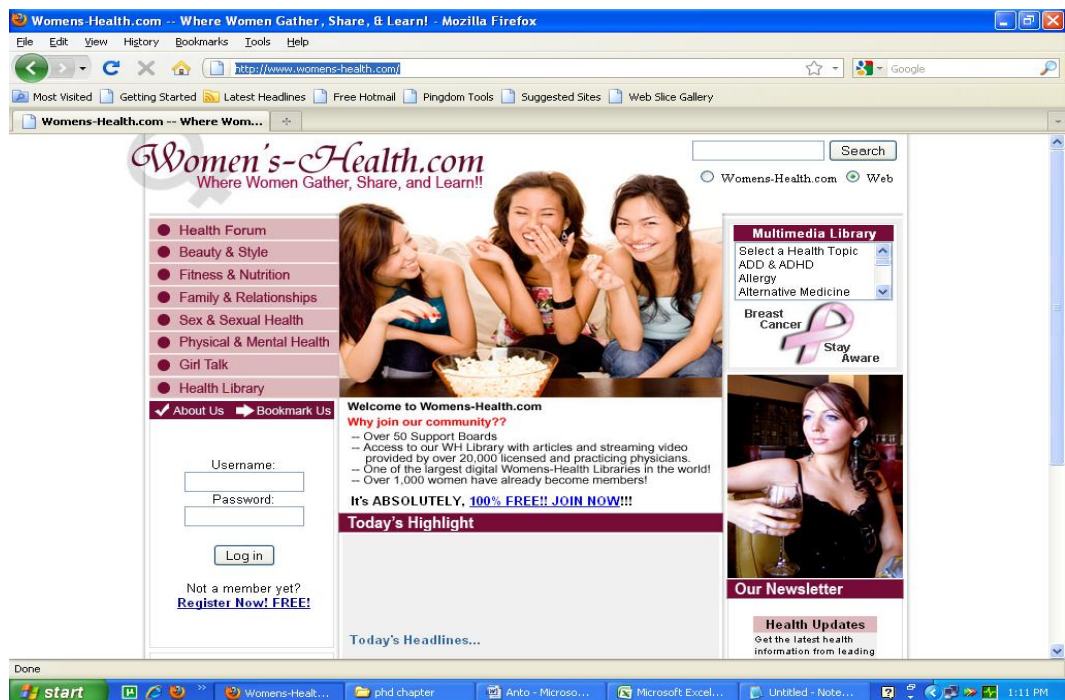 Womens-Health.com -- Where Women Gather, Share, & Learn! - Mozilla Firefox
File Edit View History Bookmarks Tools Help
http://www.womens-health.com/
Google
Most Visited Getting Started Latest Headlines Free Hotmail Pingdom Tools Suggested Sites Web Slice Gallery
Womens-Health.com -- Where Wom...
Women's-Health.com
Where Women Gather, Share, and Learn!!
Search
Womens-Health.com Web
Health Forum
Beauty & Style
Fitness & Nutrition
Family & Relationships
Sex & Sexual Health
Physical & Mental Health
Girl Talk
Health Library
About Us Bookmark Us
Username:
Password:
Log in
Not a member yet?
Register Now! FREE!
Welcome to Womens-Health.com
Why join our community??
-- Over 50 Support Boards
-- Access to our WH Library with articles and streaming video
provided by over 20,000 licensed and practicing physicians.
-- One of the largest digital Womens-Health Libraries in the world!
-- Over 1,000 women have already become members!
It's ABSOLUTELY, 100% FREE!! JOIN NOW!!!
Today's Highlight
Today's Headlines...
Multimedia Library
Select a Health Topic
ADD & ADHD
Allergy
Alternative Medicine
Breast
Cancer
Stay
Aware
Our Newsletter
Health Updates
Get the latest health
information from leading
Done
start Womens-Healt... phd chapter Anto - Microso... Microsoft Excel... Untitled - Note... 1:11 PM